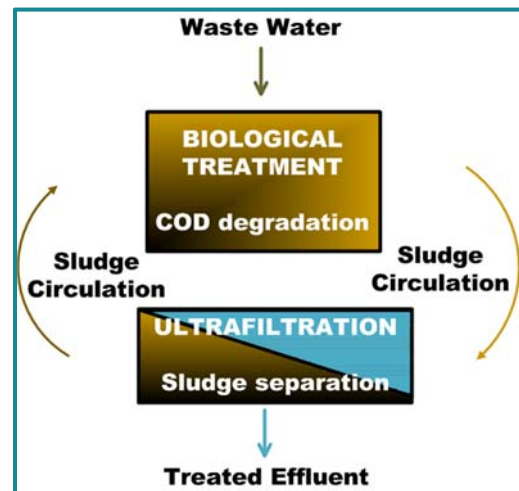 Waste Water
BIOLOGICAL
TREATMENT
COD degradation
Sludge
Circulation
Sludge
Circulation
ULTRAFILTRATION
Sludge separation
Treated Effluent